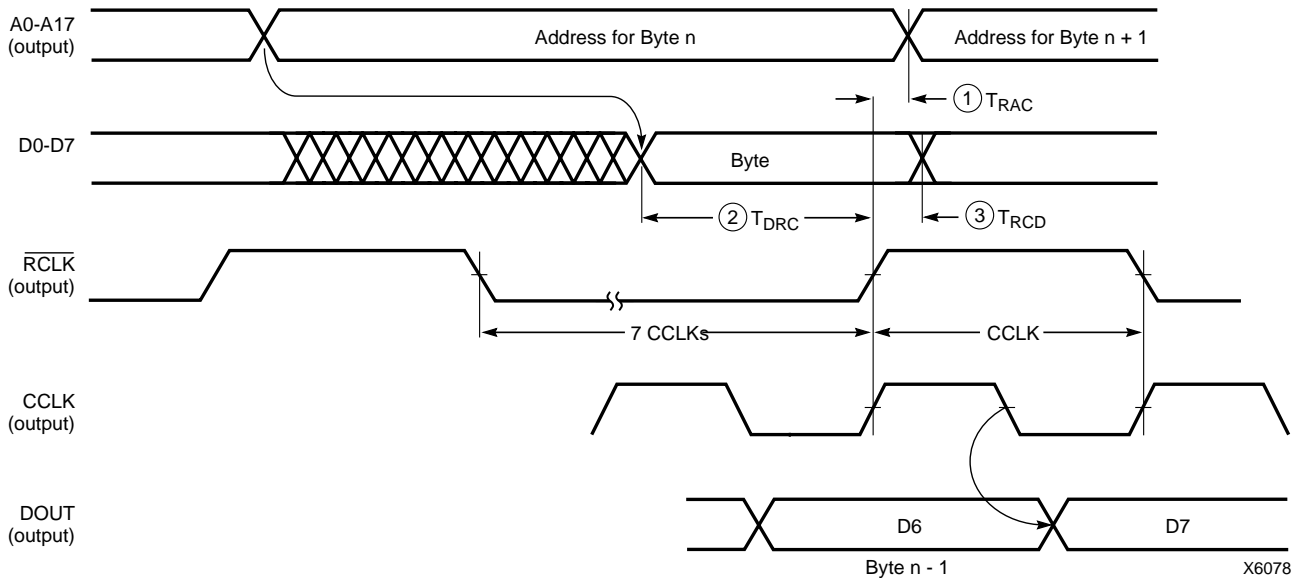 A0-A17
(output)
Address for Byte n
Address for Byte n + 1
1 TRAC
D0-D7
Byte
2 TDRC
3 TRCD
RCLK
(output)
7 CCLKs
CCLK
CCLK
(output)
DOUT
(output)
D6
D7
Byte n - 1
X6078